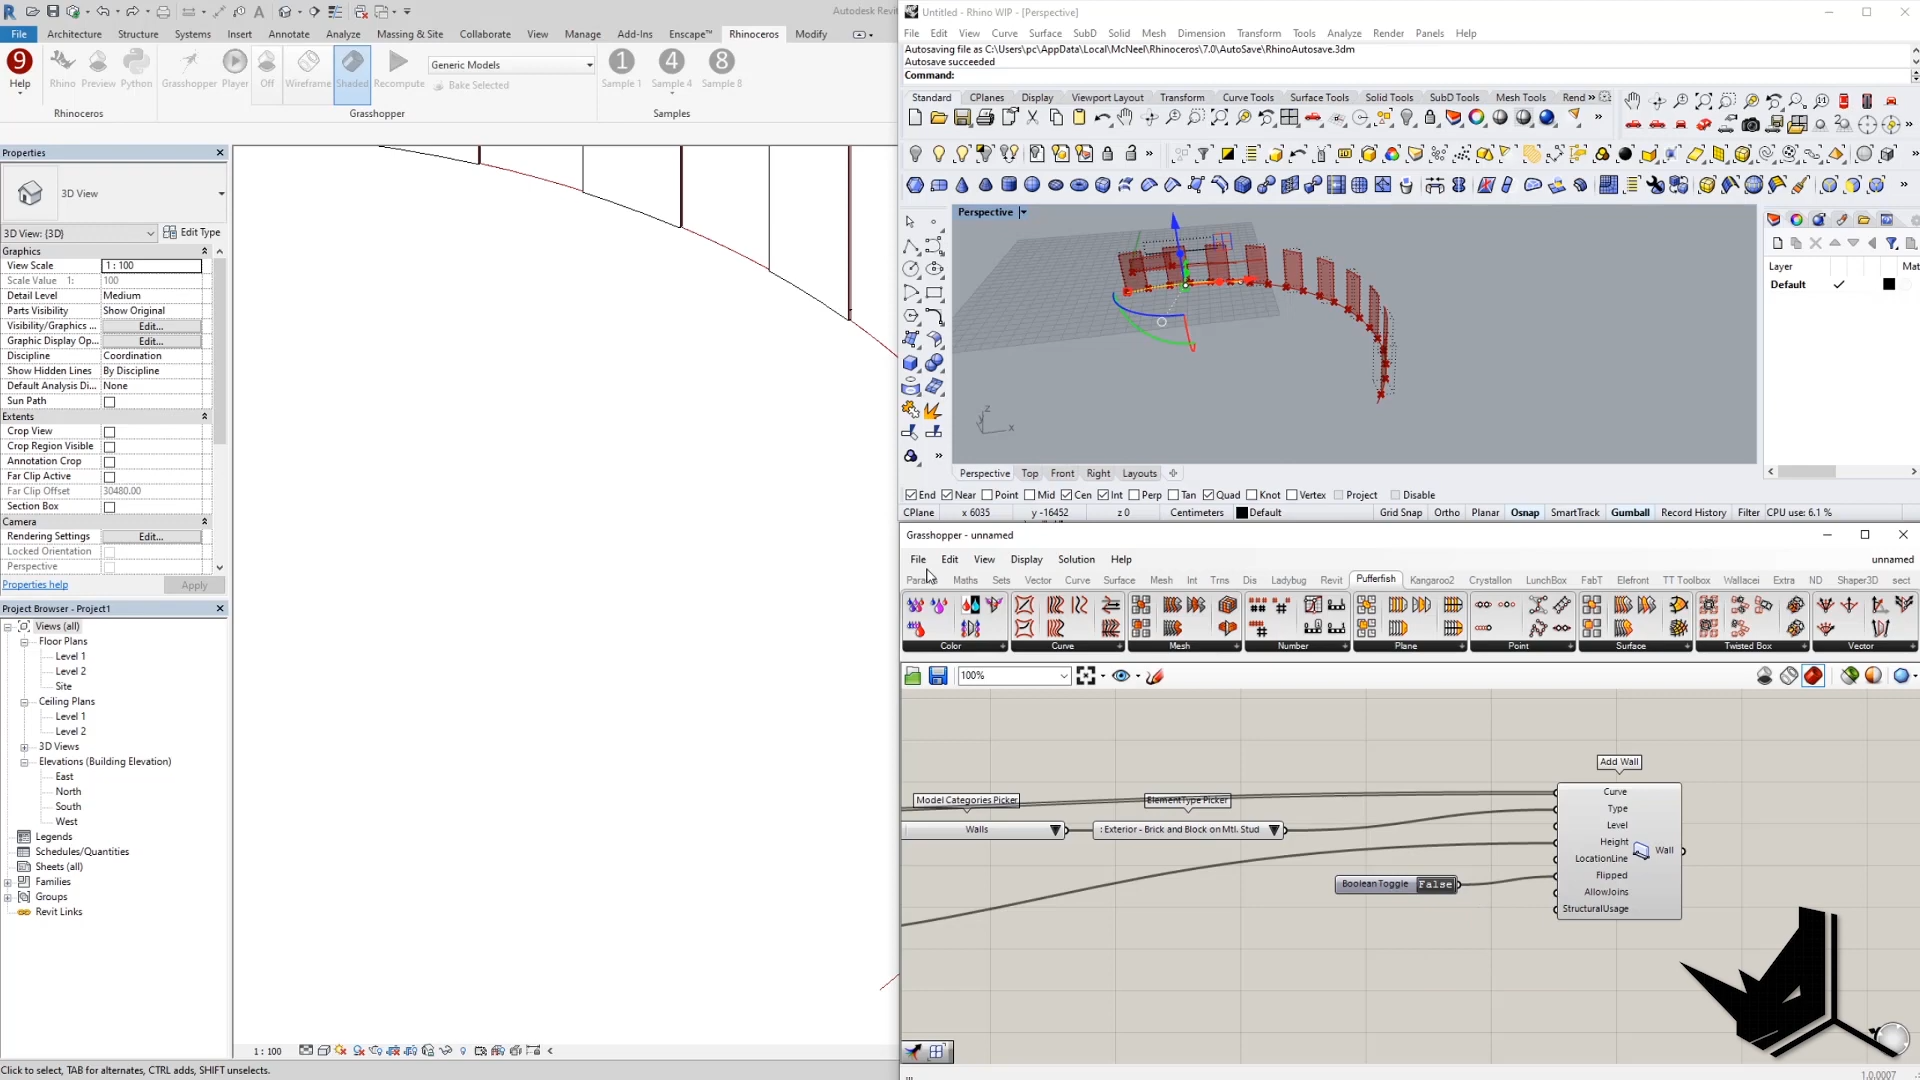 Autodesk Revit
File
Architecture
Structure
Systems
Insert
Annotate
Analyze
Massing & Site
Collaborate
View
Manage
Add-Ins
Enscape™
Rhinoceros
Modify
Help
Rhino
Preview
Python
Grasshopper
Player
Off
Wireframe
Shaded
Recompute
Generic Models
Bake Selected
Sample 1
Sample 4
Sample 8
Rhinoceros
Grasshopper
Samples
Properties
3D View
3D View: {3D}
Edit Type
Graphics
View Scale 1 : 100
Scale Value 1: 100
Detail Level Medium
Parts Visibility Show Original
Visibility/Graphics ... Edit...
Graphic Display Op... Edit...
Discipline Coordination
Show Hidden Lines By Discipline
Default Analysis Di... None
Sun Path
Extents
Crop View
Crop Region Visible
Annotation Crop
Far Clip Active
Far Clip Offset 30480.00
Section Box
Camera
Rendering Settings Edit...
Locked Orientation
Perspective
Properties help
Apply
Project Browser - Project1
Views (all)
Floor Plans
Level 1
Level 2
Site
Ceiling Plans
Level 1
Level 2
3D Views
Elevations (Building Elevation)
East
North
South
West
Legends
Schedules/Quantities
Sheets (all)
Families
Groups
Revit Links
1 : 100
Click to select, TAB for alternates, CTRL adds, SHIFT unselects.
Untitled - Rhino WIP - [Perspective]
File Edit View Curve Surface SubD Solid Mesh Dimension Transform Tools Analyze Render Panels Help
Autosaving file as C:\Users\pc\AppData\Local\McNeel\Rhinoceros\7.0\AutoSave\RhinoAutosave.3dm
Autosave succeeded
Command:
Standard CPlanes Display Viewport Layout Transform Curve Tools Surface Tools Solid Tools SubD Tools Mesh Tools Rend
Perspective
z
x
Layer
Mat
Default
Perspective Top Front Right Layouts
End Near Point Mid Cen Int Perp Tan Quad Knot Vertex Project Disable
CPlane x 6035 y -16452 z 0 Centimeters Default Grid Snap Ortho Planar Osnap SmartTrack Gumball Record History Filter CPU use: 6.1 %
Grasshopper - unnamed
File Edit View Display Solution Help
unnamed
Maths Sets Vector Curve Surface Mesh Int Trns Dis Ladybug Revit Pufferfish Kangaroo2 Crystallon LunchBox FabT Elefront TT Toolbox Wallacei Extra ND Shaper3D sect
Color Curve Mesh Number Plane Point Surface Twisted Box Vector
100%
Add Wall
Model Categories Picker
ElementType Picker
Walls
: Exterior - Brick and Block on Mtl. Stud
Boolean Toggle False
Curve
Type
Level
Height
LocationLine
Flipped
AllowJoins
StructuralUsage
Wall
1.0.0007